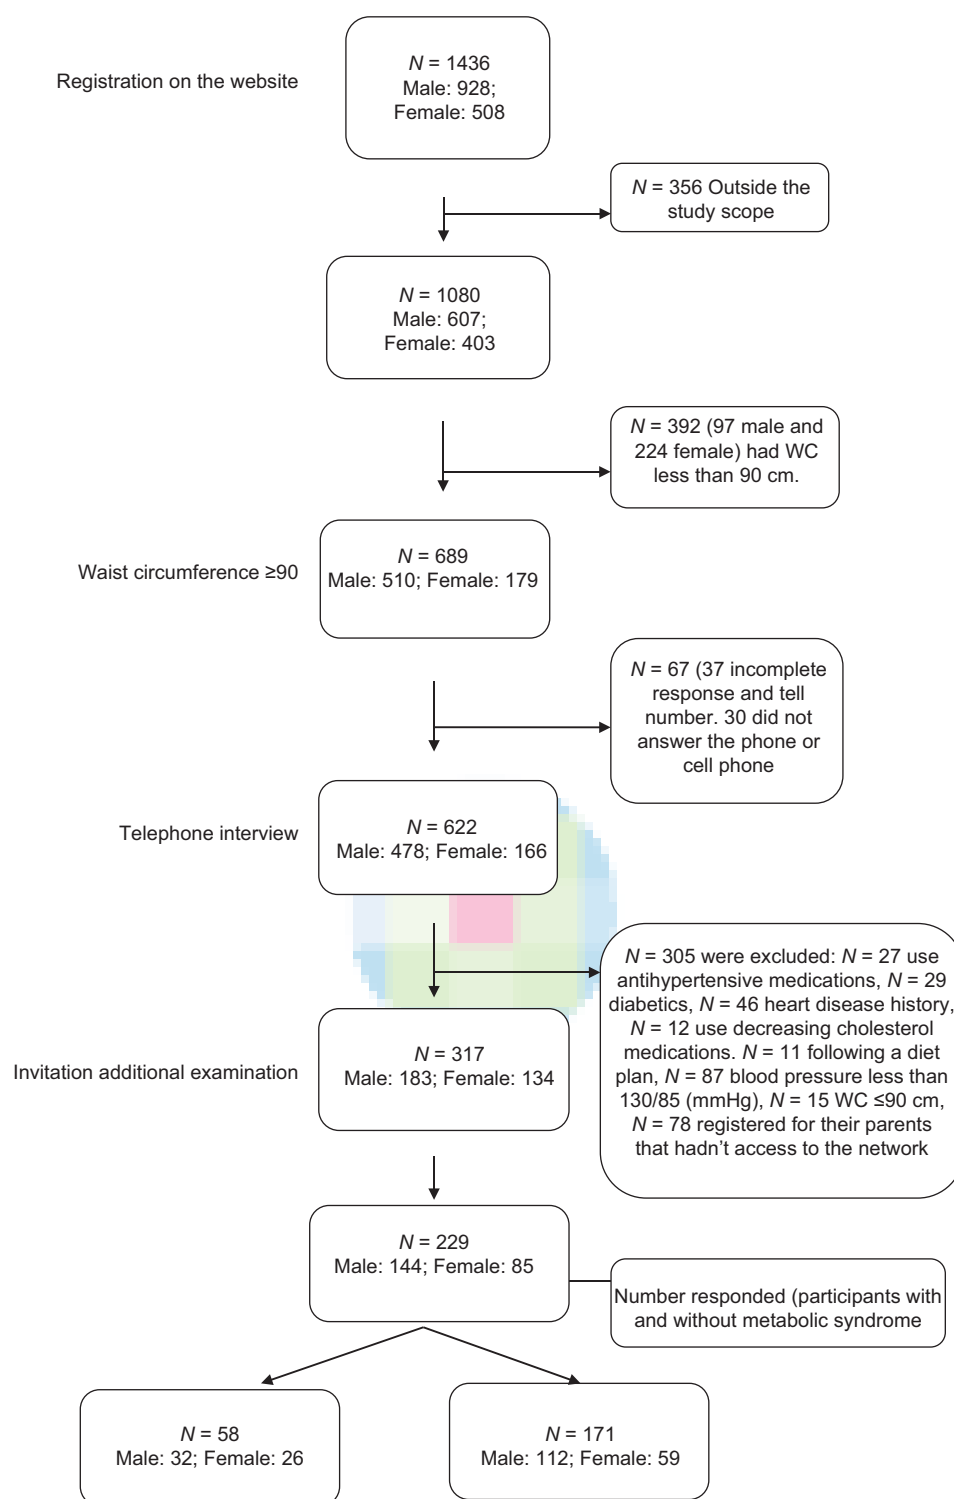 N = 1436
Male: 928;
Female: 508
Registration on the website
N = 356 Outside the
study scope
N = 1080
Male: 607;
Female: 403
N = 392 (97 male and
224 female) had WC
less than 90 cm.
Waist circumference ≥90
N = 689
Male: 510; Female: 179
N = 67 (37 incomplete
response and tell
number. 30 did not
answer the phone or
cell phone
Telephone interview
N = 622
Male: 478; Female: 166
N = 305 were excluded: N = 27 use
antihypertensive medications, N = 29
diabetics, N = 46 heart disease history,
N = 12 use decreasing cholesterol
medications. N = 11 following a diet
plan, N = 87 blood pressure less than
130/85 (mmHg), N = 15 WC ≤90 cm,
N = 78 registered for their parents
that hadn't access to the network
Invitation additional examination
N = 317
Male: 183; Female: 134
N = 229
Male: 144; Female: 85
Number responded (participants with
and without metabolic syndrome
N = 58
Male: 32; Female: 26
N = 171
Male: 112; Female: 59